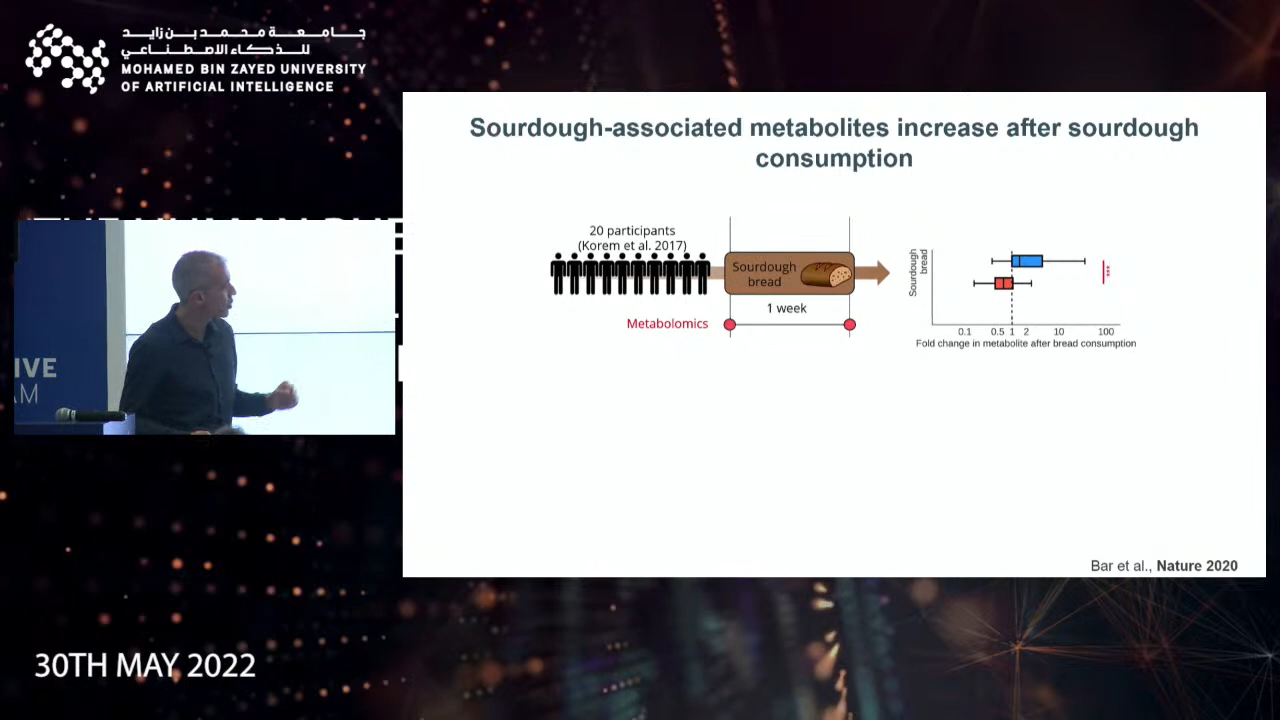 جامعة محمد بن زايد
للذكاء الاصطناعي
MOHAMED BIN ZAYED UNIVERSITY
OF ARTIFICIAL INTELLIGENCE
Sourdough-associated metabolites increase after sourdough
consumption
20 participants
(Korem et al. 2017)
Sourdough
bread
1 week
Metabolomics
Sourdough
bread
***
0.1 0.5 1 2 10 100
Fold change in metabolite after bread consumption
Bar et al., Nature 2020
IVE
AM
30TH MAY 2022